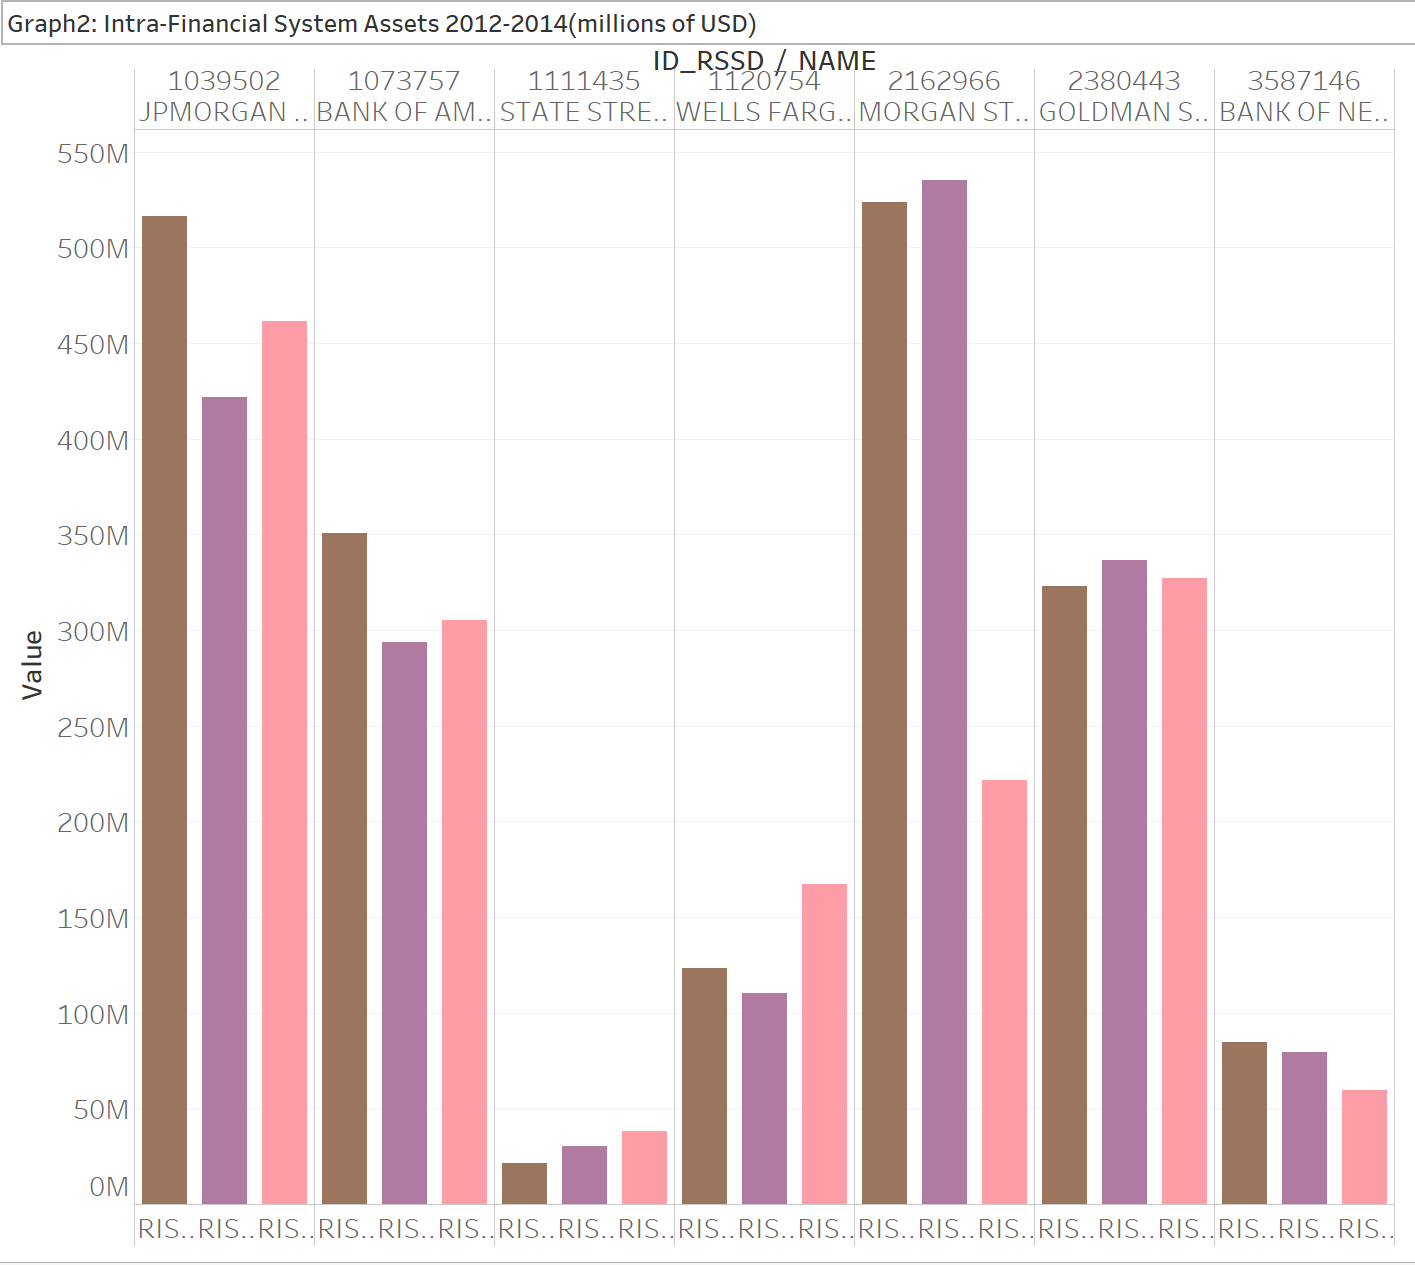 Graph2: Intra-Financial System Assets 2012-2014(millions of USD)
ID_RSSD / NAME
1039502 1073757 1111435 1120754 2162966 2380443 3587146
JPMORGAN .. BANK OF AM.. STATE STRE.. WELLS FARG.. MORGAN ST.. GOLDMAN S.. BANK OF NE..
550M
500M
450M
400M
350M
300M
250M
200M
150M
100M
50M
0M
Value
RIS.. RIS.. RIS.. RIS.. RIS.. RIS.. RIS.. RIS.. RIS.. RIS.. RIS.. RIS.. RIS.. RIS.. RIS.. RIS.. RIS.. RIS.. RIS.. RIS.. RIS..